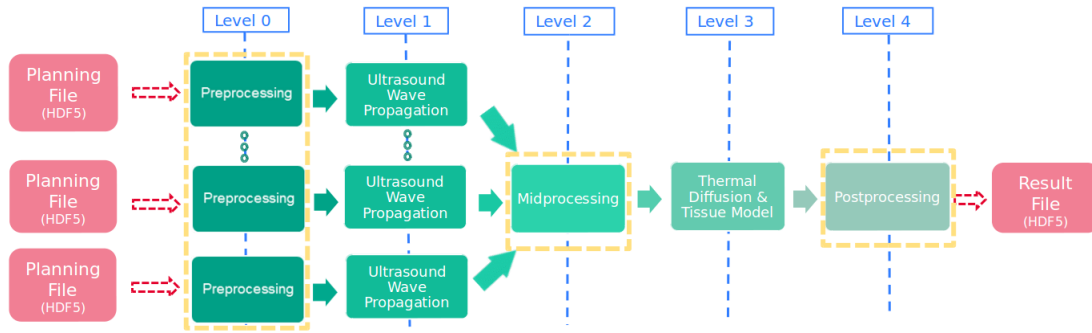 Level 0
Level 1
Level 2
Level 3
Level 4
Planning
File
(HDF5)
Preprocessing
Ultrasound
Wave
Propagation
Planning
File
(HDF5)
Preprocessing
Ultrasound
Wave
Propagation
Midprocessing
Thermal
Diffusion &
Tissue Model
Postprocessing
Result
File
(HDF5)
Planning
File
(HDF5)
Preprocessing
Ultrasound
Wave
Propagation